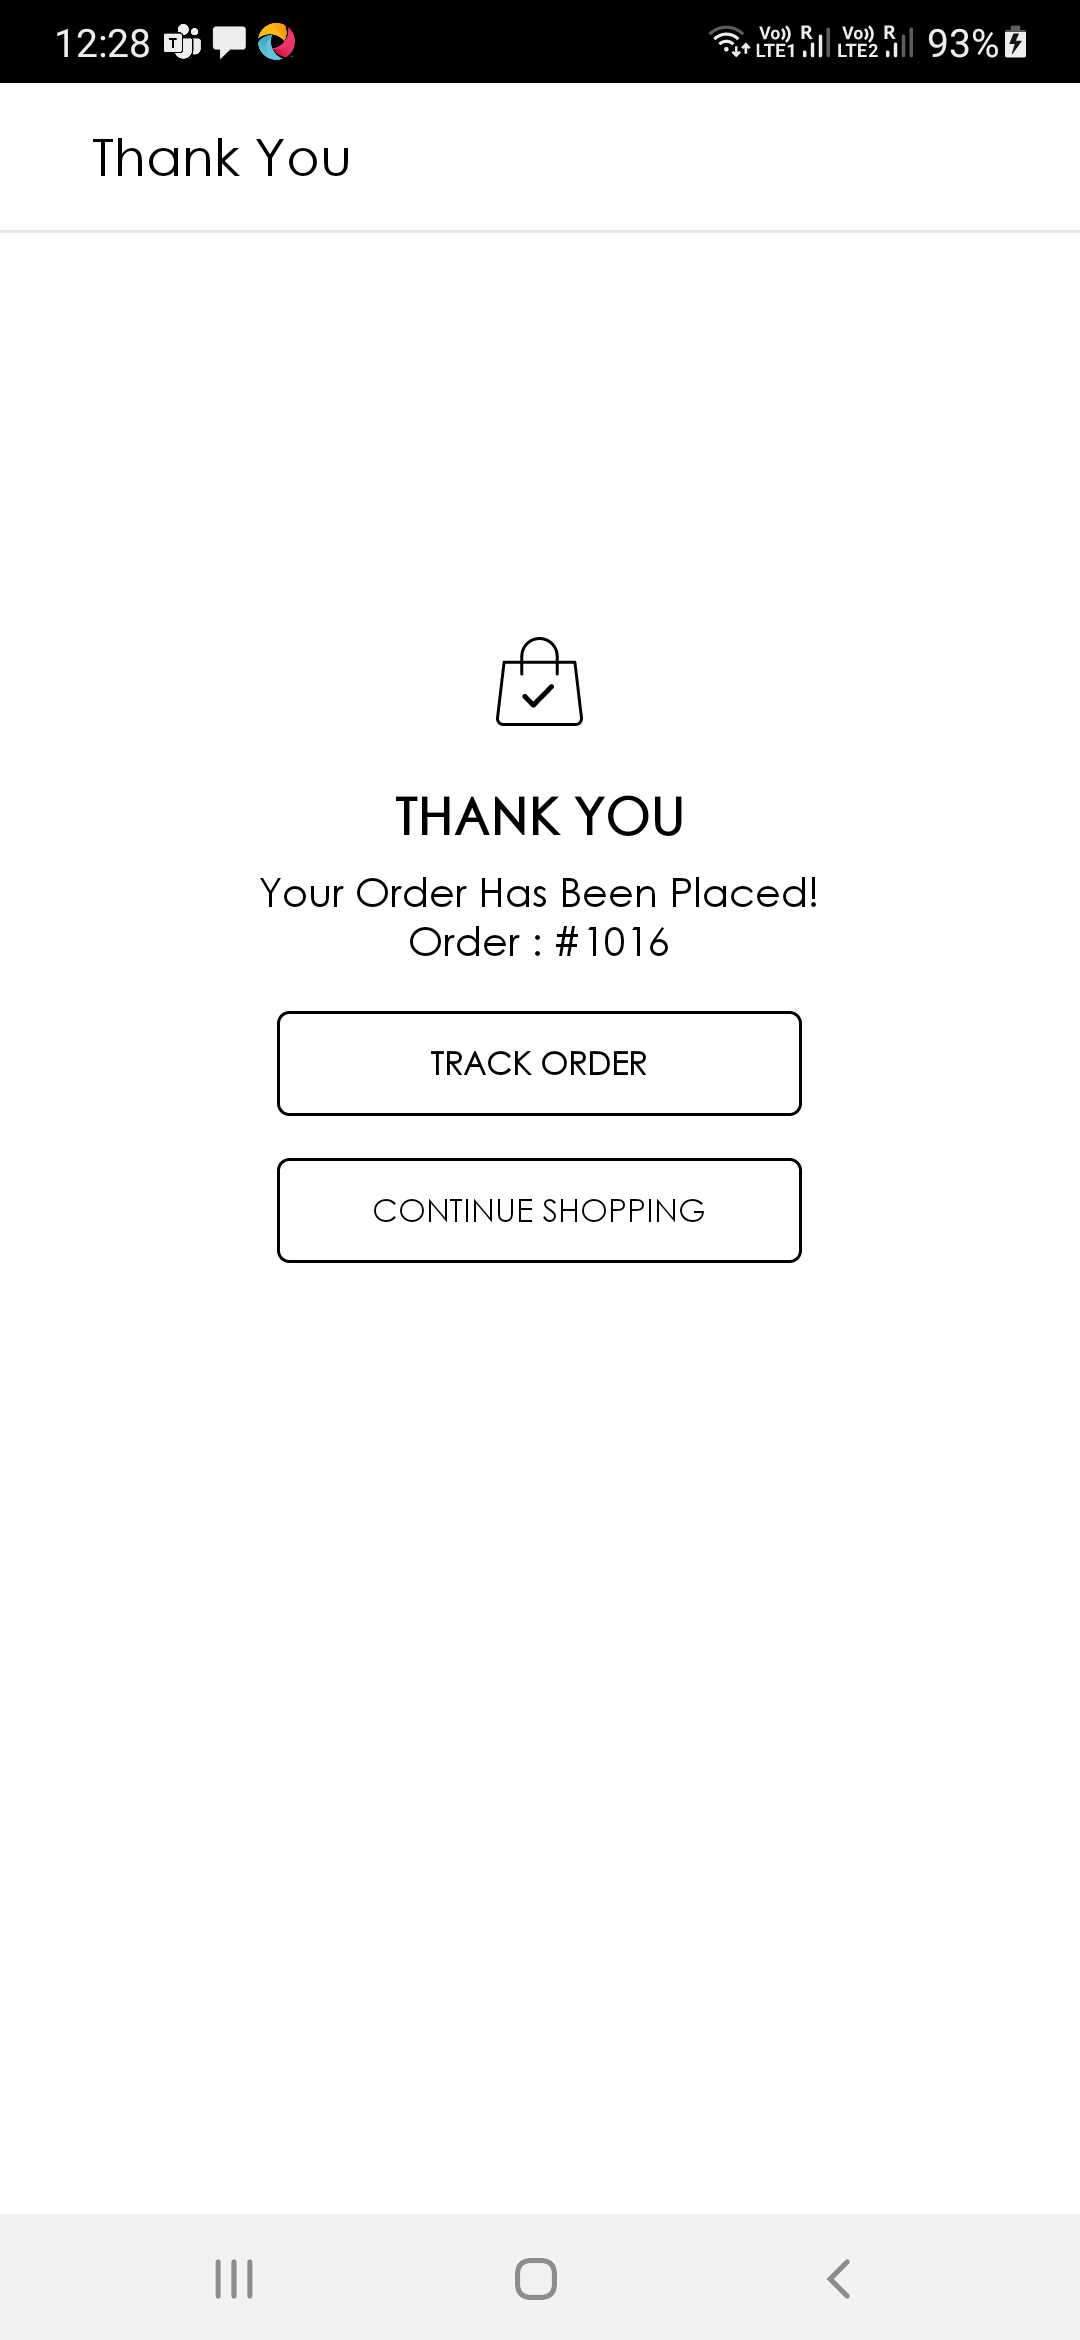 12:28
Vo)) R Vo)) R
LTE1 LTE2 93%
Thank You
THANK YOU
Your Order Has Been Placed!
Order : #1016
TRACK ORDER
CONTINUE SHOPPING